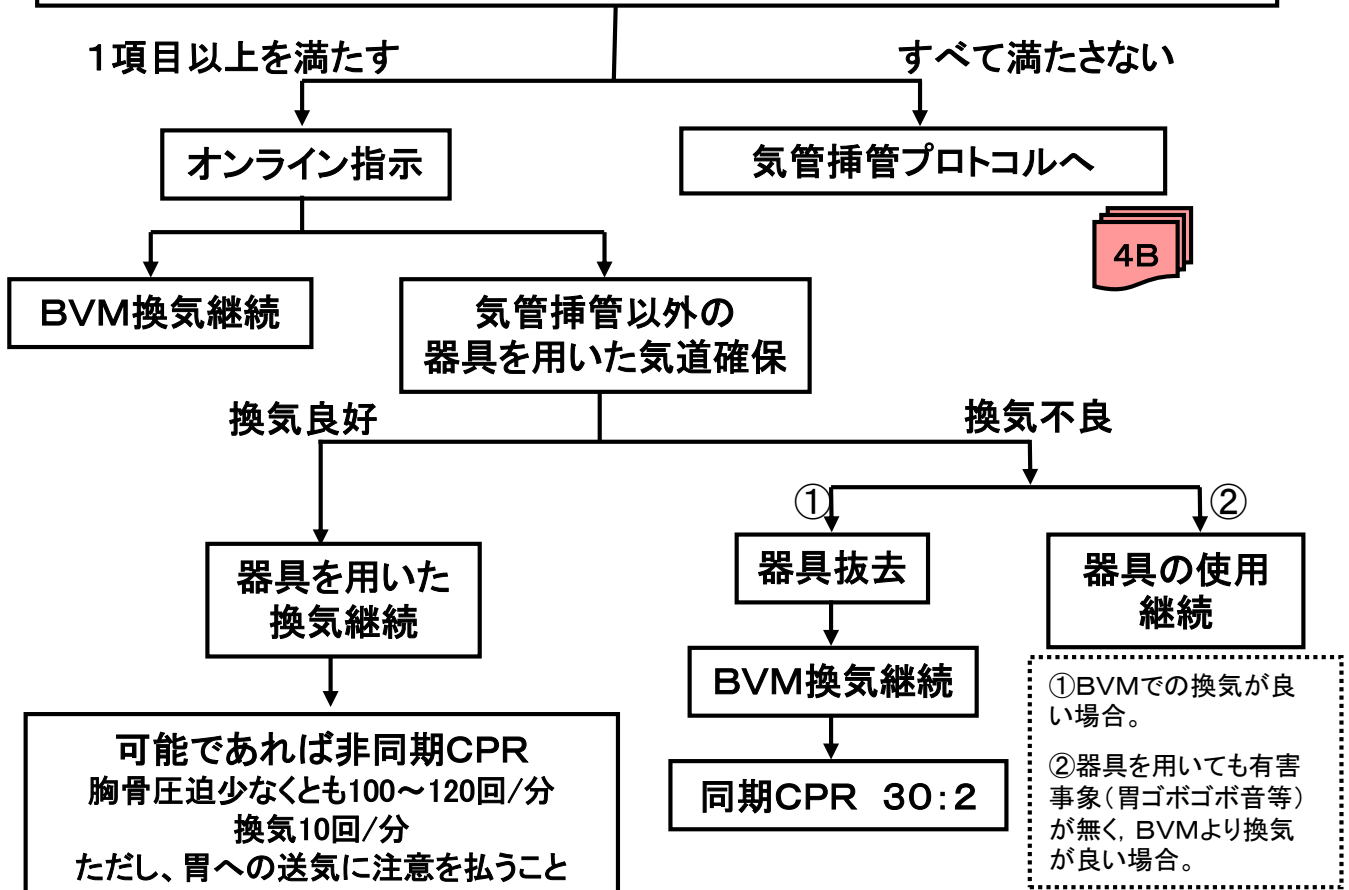 1項目以上を満たす
すべて満たさない
オンライン指示
気管挿管プロトコルへ
4B
BVM換気継続
気管挿管以外の
器具を用いた気道確保
換気良好
換気不良
①
②
器具を用いた
換気継続
器具抜去
器具の使用
継続
BVM換気継続
①BVMでの換気が良
い場合。
②器具を用いても有害
事象(胃ゴボゴボ音等)
が無く,BVMより換気
が良い場合。
可能であれば非同期CPR
胸骨圧迫少なくとも100~120回/分
換気10回/分
ただし、胃への送気に注意を払うこと
同期CPR 30:2